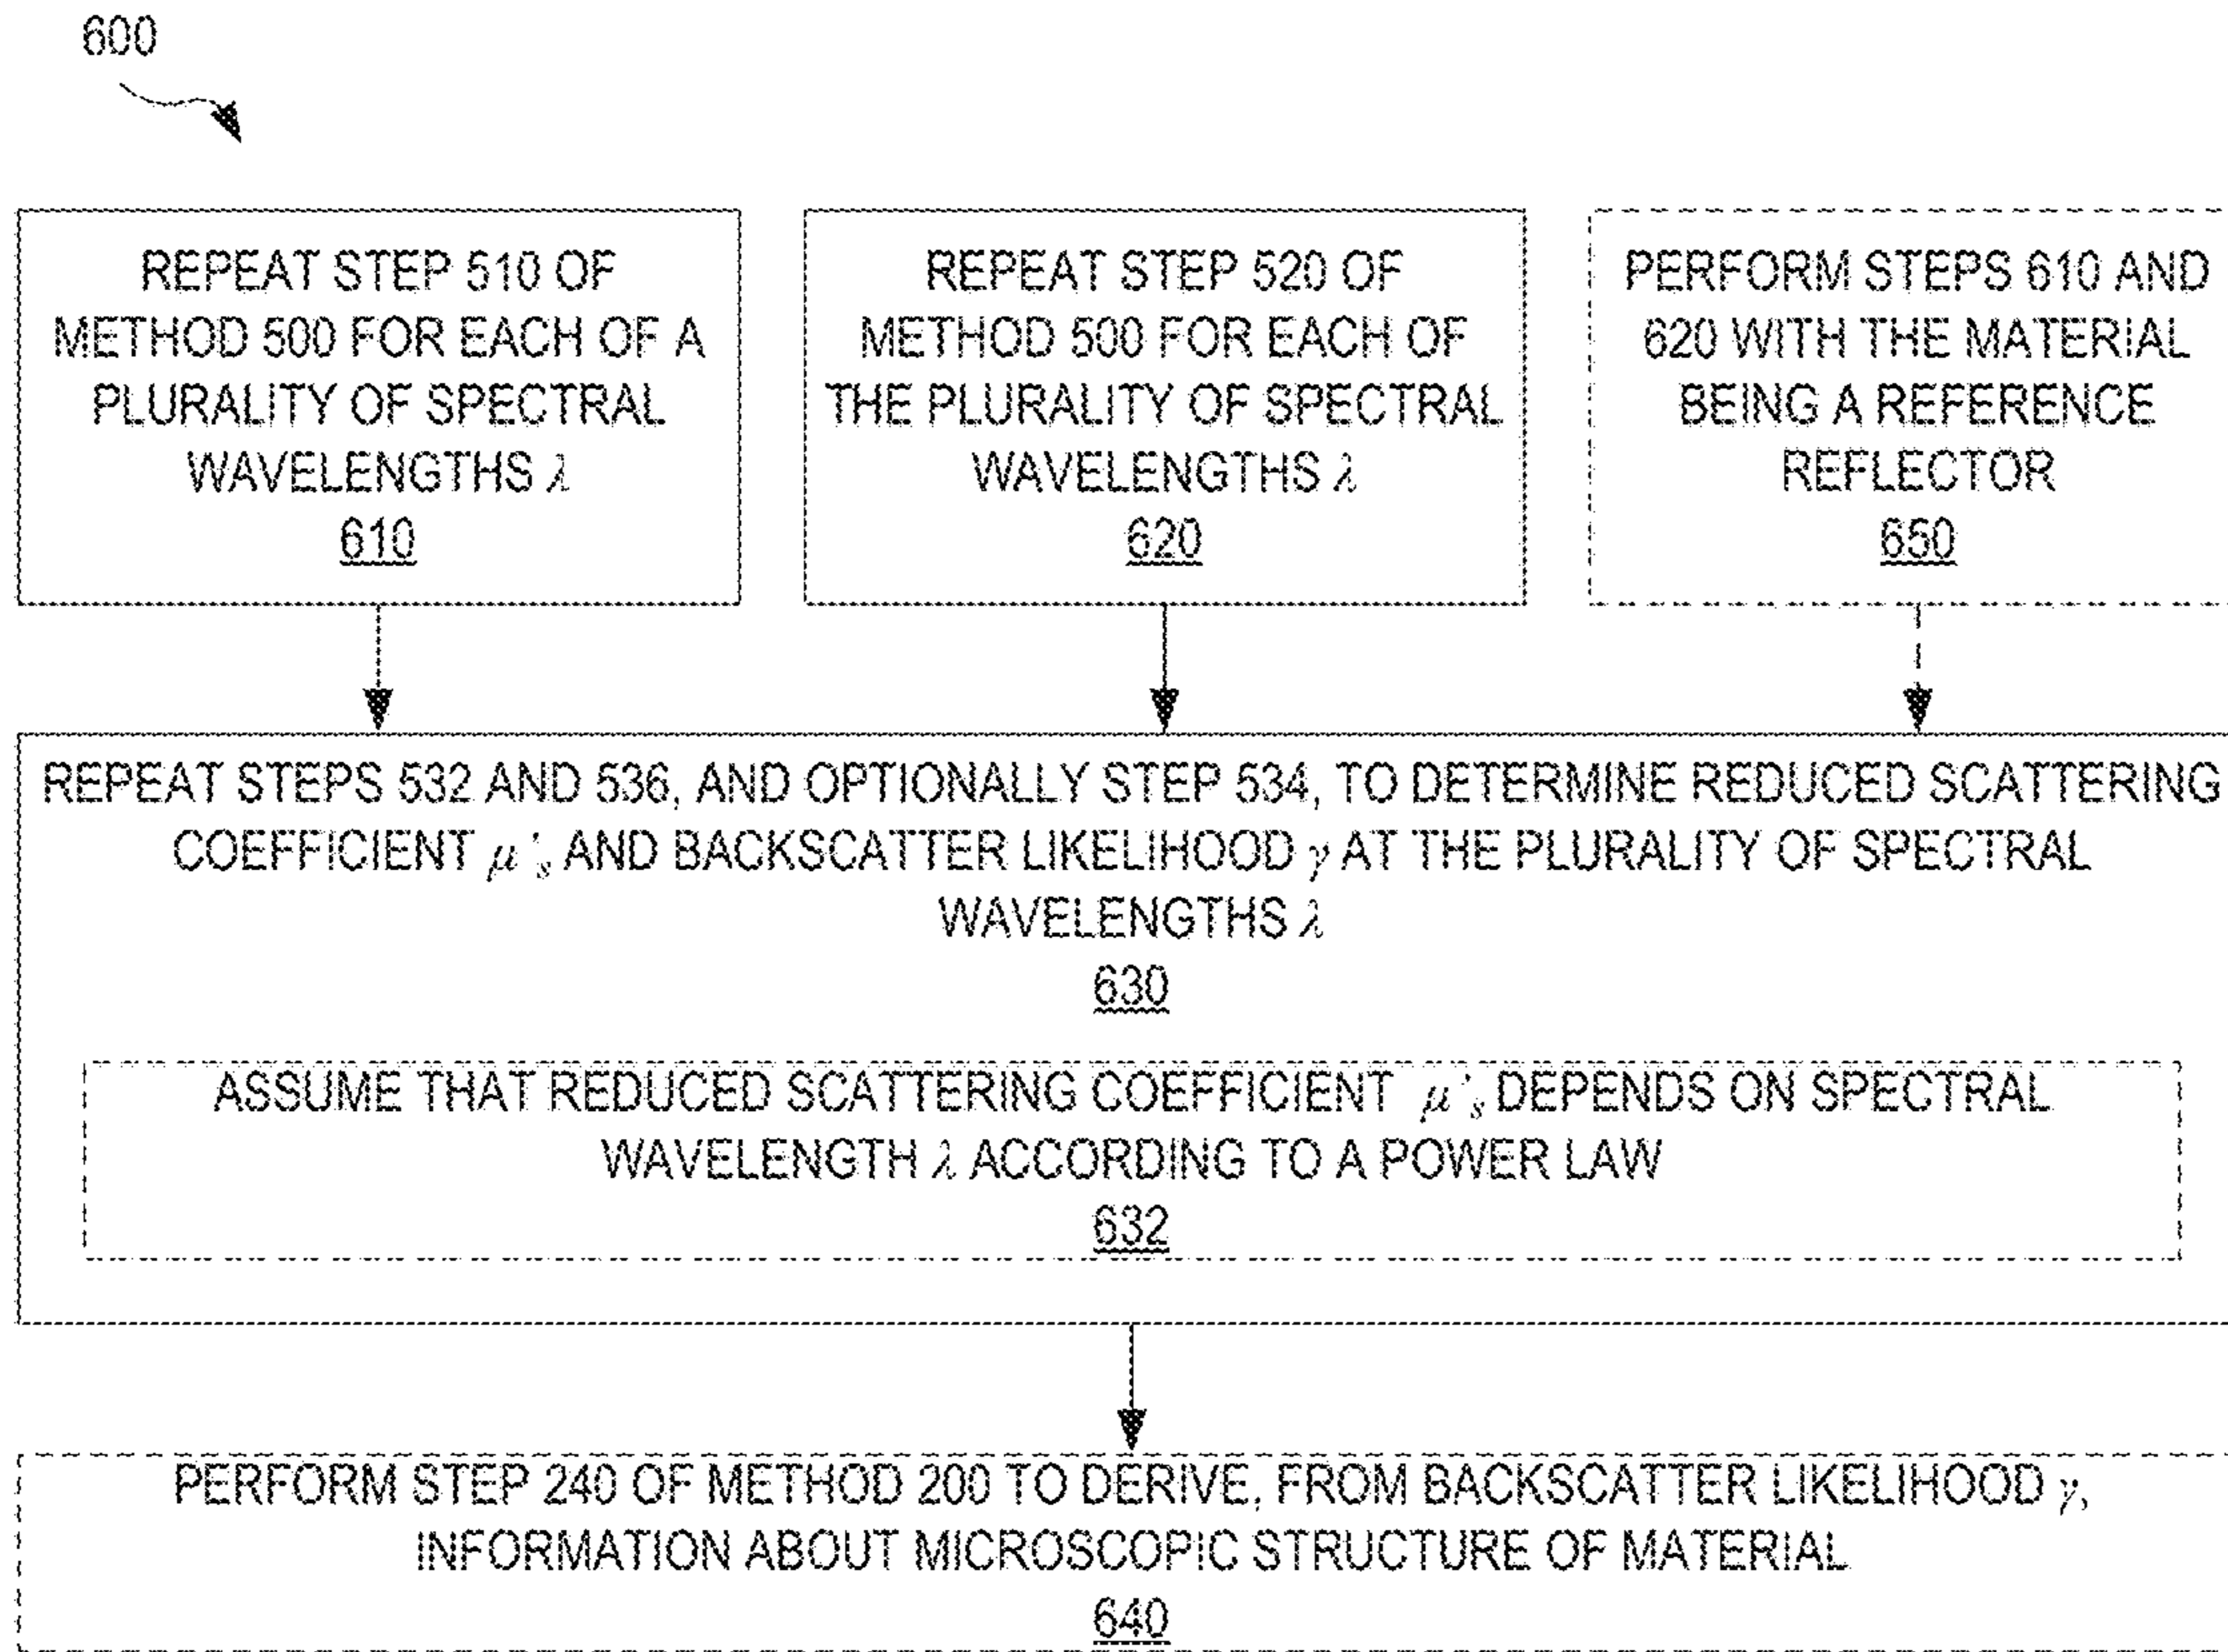 600
REPEAT STEP 510 OF
METHOD 500 FOR EACH OF A
PLURALITY OF SPECTRAL
WAVELENGTHS λ
610
REPEAT STEP 520 OF
METHOD 500 FOR EACH OF
THE PLURALITY OF SPECTRAL
WAVELENGTHS λ
620
PERFORM STEPS 610 AND
620 WITH THE MATERIAL
BEING A REFERENCE
REFLECTOR
650
REPEAT STEPS 532 AND 536, AND OPTIONALLY STEP 534, TO DETERMINE REDUCED SCATTERING
COEFFICIENT μ's AND BACKSCATTER LIKELIHOOD γ AT THE PLURALITY OF SPECTRAL
WAVELENGTHS λ
630
ASSUME THAT REDUCED SCATTERING COEFFICIENT μ's DEPENDS ON SPECTRAL
WAVELENGTH λ ACCORDING TO A POWER LAW
632
PERFORM STEP 240 OF METHOD 200 TO DERIVE, FROM BACKSCATTER LIKELIHOOD γ,
INFORMATION ABOUT MICROSCOPIC STRUCTURE OF MATERIAL
640